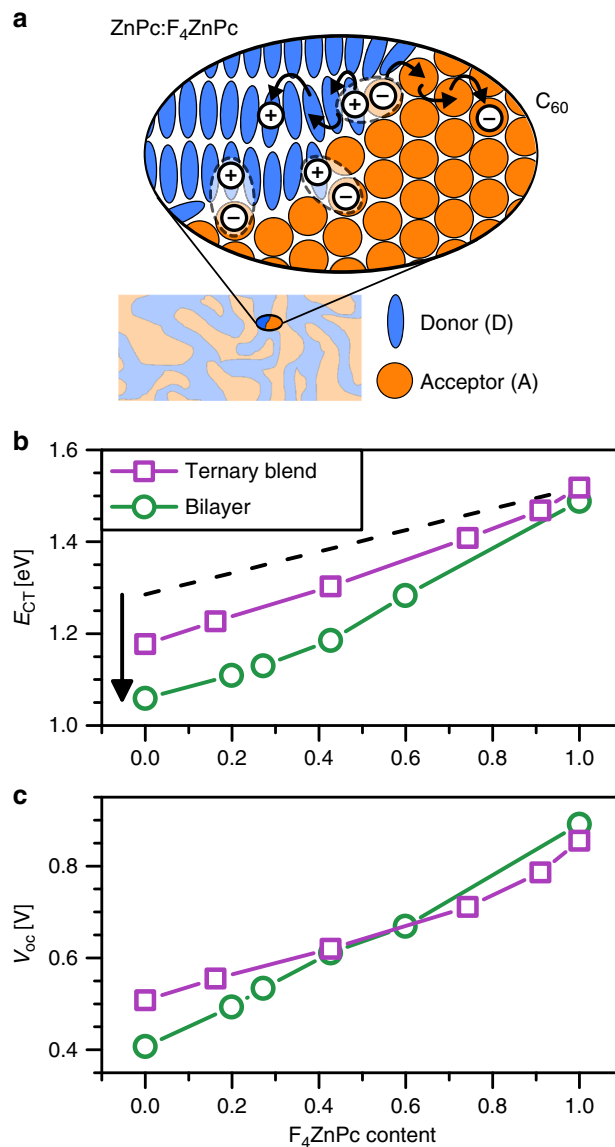 a
ZnPc:F₄ZnPc
C₆₀
+ − + −
+ + −
−
Donor (D)
Acceptor (A)
b
1.6
Ternary blend
Bilayer
1.4
E_CT [eV]
1.2
1.0
0.0 0.2 0.4 0.6 0.8 1.0
c
0.8
V_oc [V]
0.6
0.4
0.0 0.2 0.4 0.6 0.8 1.0
F₄ZnPc content